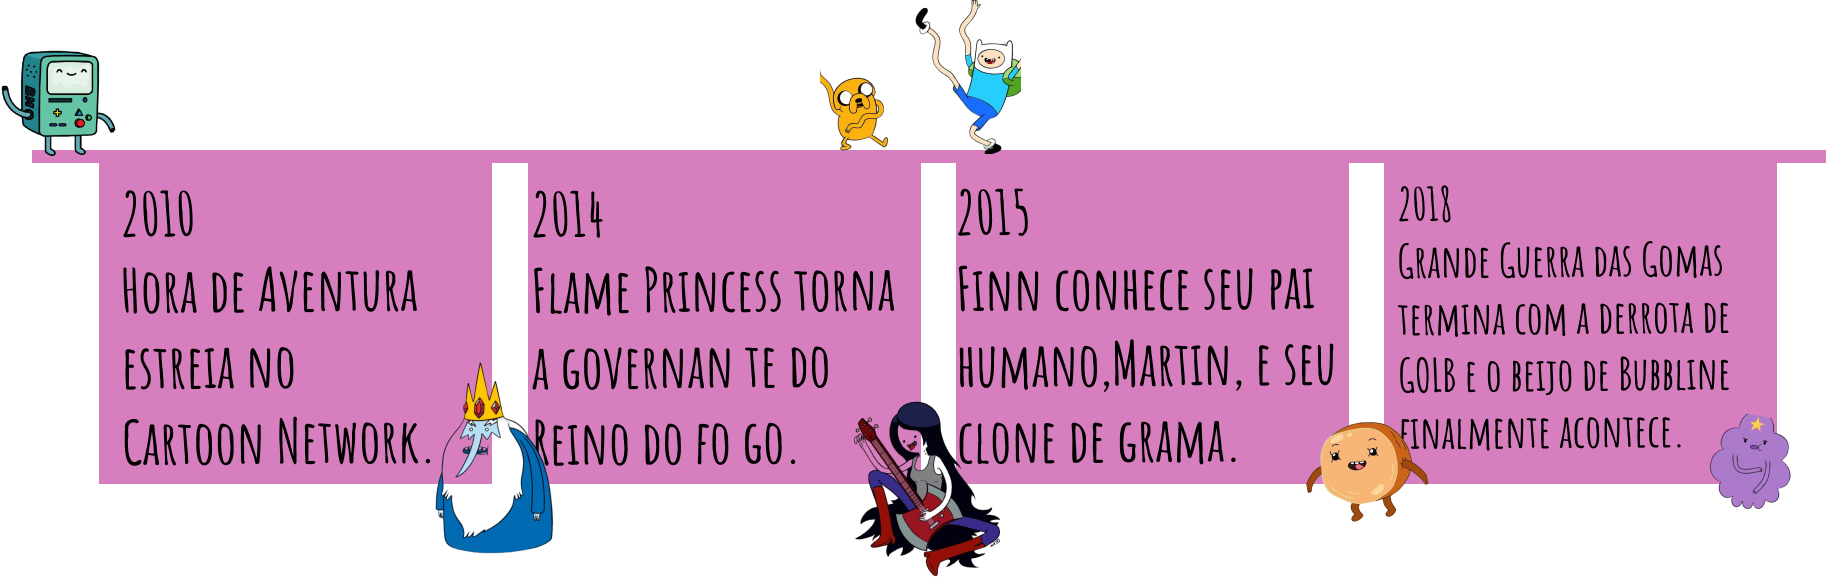 2010
Hora de Aventura
estreia no
Cartoon Network.
2014
Flame Princess torna
a governan te do
Reino do fo go.
2015
Finn conhece seu pai
humano,Martin, e seu
clone de grama.
2018
Grande Guerra das Gomas
termina com a derrota de
GOLB e o beijo de Bubbline
finalmente acontece.